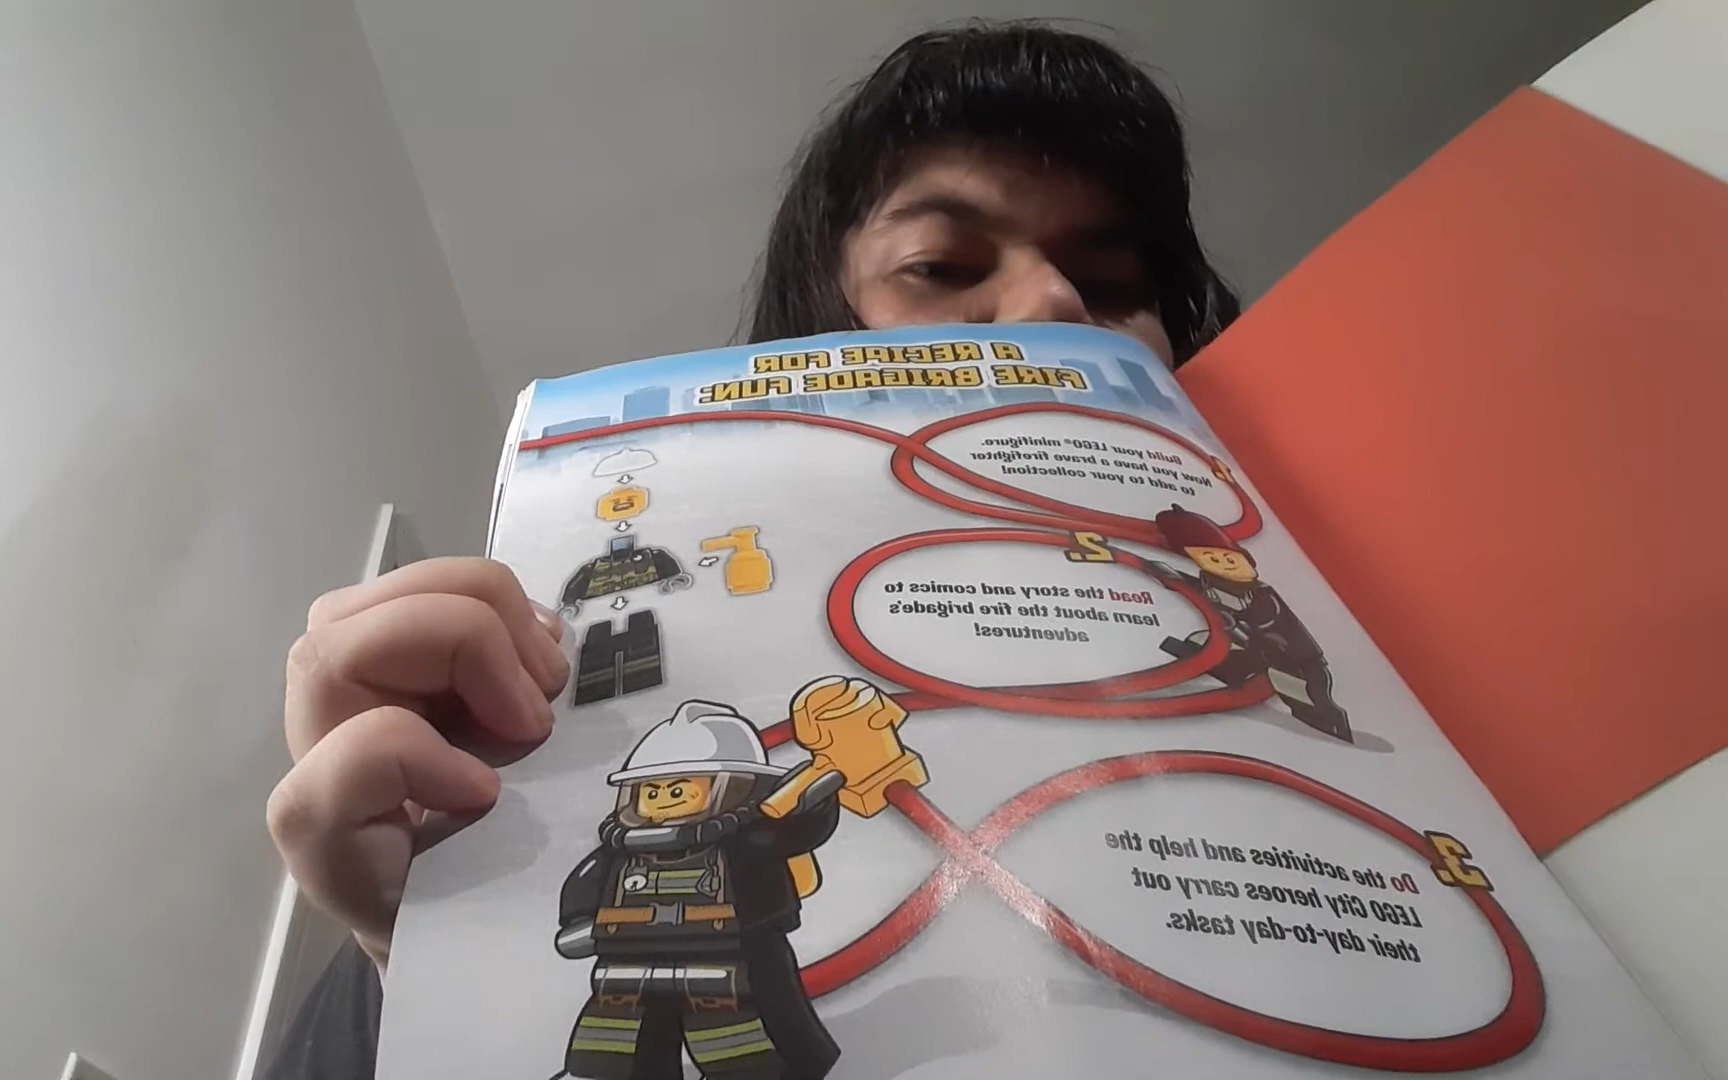 A RECIPE FOR
FIRE BRIGADE FUN:
1.
Build your LEGO® minifigure.
Now you have a brave firefighter
to add to your collection!
2.
Read the story and comics to
learn about the fire brigade's
adventures!
3.
Do the activities and help the
LEGO City heroes carry out
their day-to-day tasks.